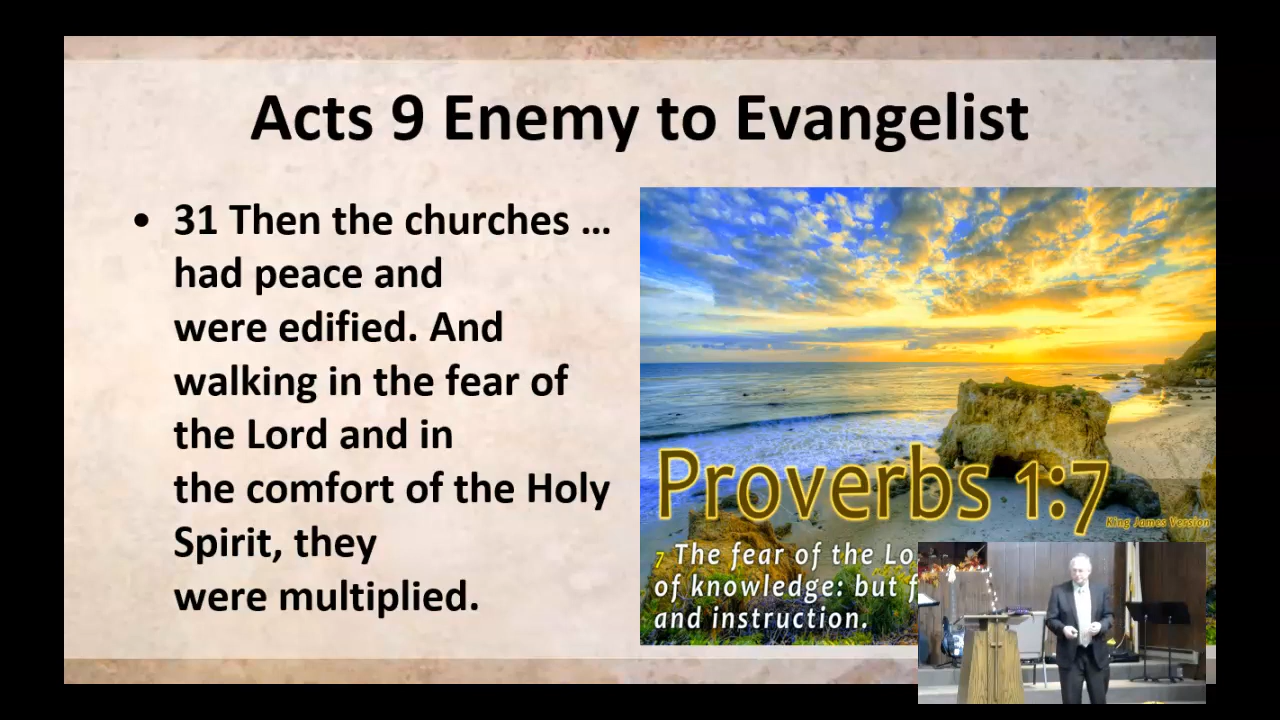 Acts 9 Enemy to Evangelist
• 31 Then the churches …
had peace and
were edified. And
walking in the fear of
the Lord and in
the comfort of the Holy
Spirit, they
were multiplied.
Proverbs 1:7
King James Version
7 The fear of the Lo
of knowledge: but f
and instruction.